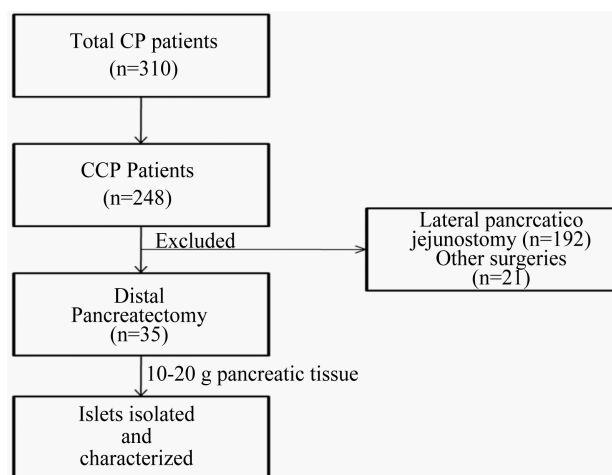 Total CP patients
(n=310)
CCP Patients
(n=248)
Excluded
Lateral pancrcatico
jejunostomy (n=192)
Other surgeries
(n=21)
Distal
Pancreatectomy
(n=35)
10-20 g pancreatic tissue
Islets isolated
and
characterized